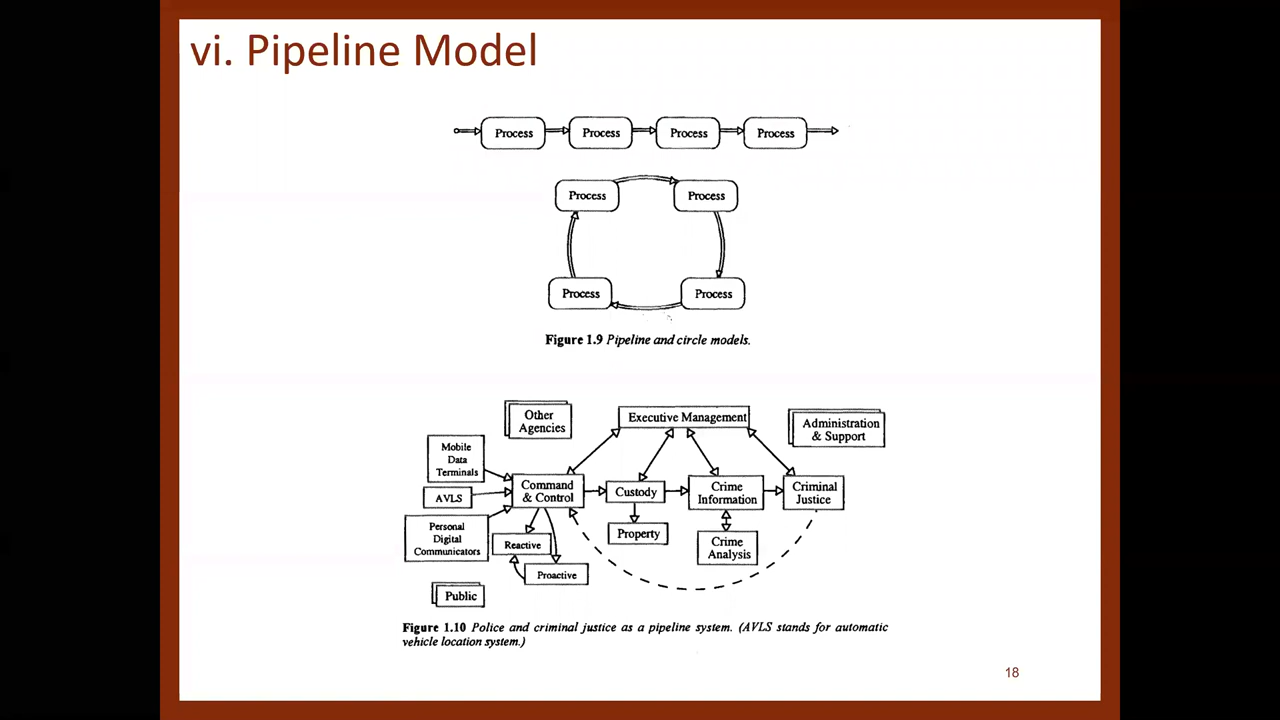 vi. Pipeline Model
Process
Process
Process
Process
Process
Process
Process
Process
Figure 1.9 Pipeline and circle models.
Other
Agencies
Executive Management
Administration
& Support
Mobile
Data
Terminals
AVLS
Personal
Digital
Communicators
Command
& Control
Custody
Crime
Information
Criminal
Justice
Property
Crime
Analysis
Reactive
Proactive
Public
Figure 1.10 Police and criminal justice as a pipeline system. (AVLS stands for automatic
vehicle location system.)
18